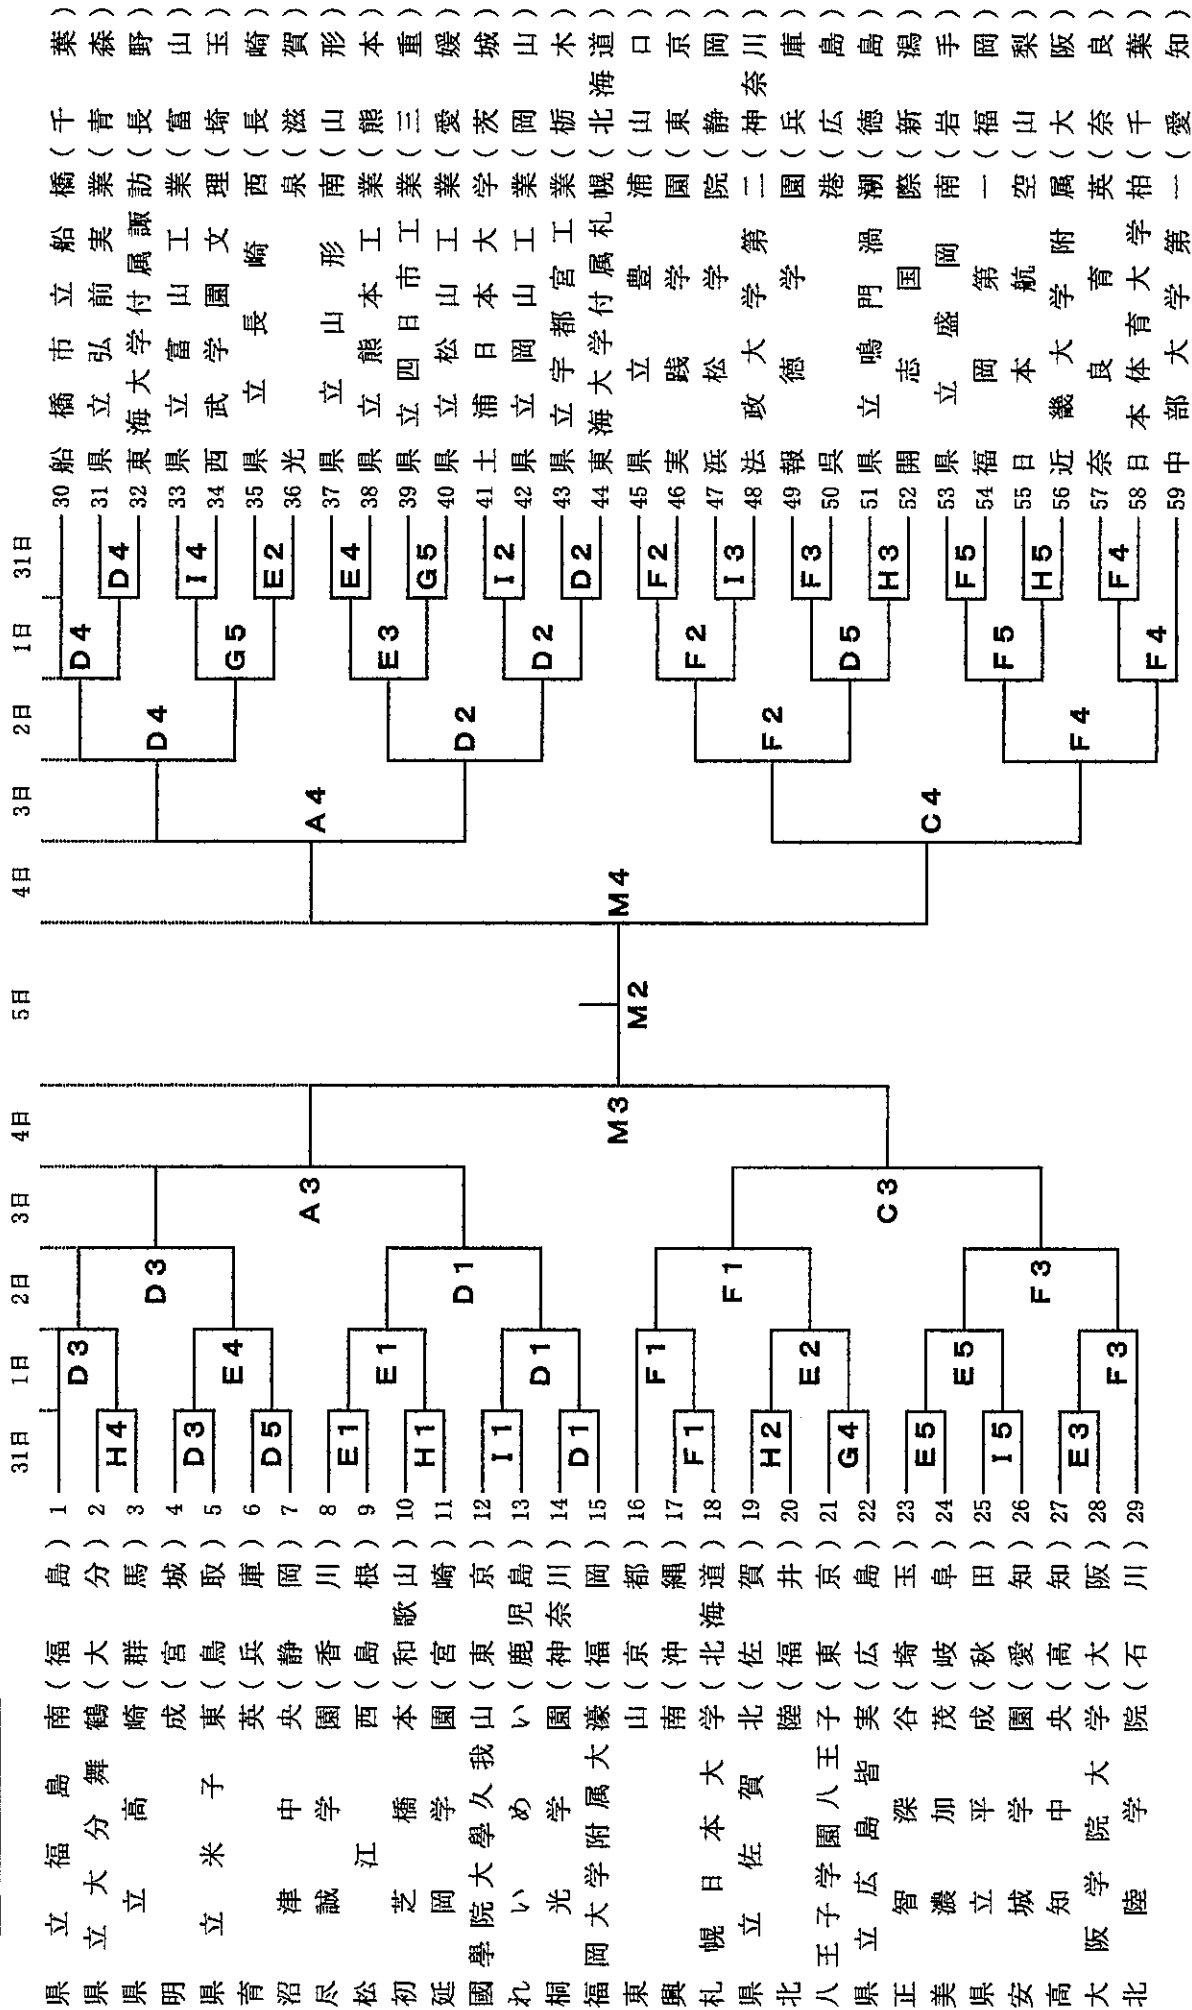 31日 1日 2日 3日 4日 5日 4日 3日 2日 1日 31日
県立福島南(福島) 1
県立大分舞鶴(大分) 2
県立高崎(群馬) 3
明成(宮城) 4
県立米子東(鳥取) 5
育英(兵庫) 6
沼津中央(静岡) 7
尽誠学園(香川) 8
松江西(島根) 9
初芝橋本(和歌山) 10
延岡学園(宮崎) 11
國學院大學久我山(東京) 12
れいめい(鹿児島) 13
桐光学園(神奈川) 14
福岡大学附属大濠(福岡) 15
東山(京都) 16
興南(沖縄) 17
札幌日本大学(北海道) 18
県立佐賀北(佐賀) 19
北陸(福井) 20
八王子学園八王子(東京) 21
県立広島皆実(広島) 22
正智深谷(埼玉) 23
美濃加茂(岐阜) 24
県立平成(秋田) 25
安城学園(愛知) 26
高知中央(高知) 27
大阪学院大学(大阪) 28
北陸学院(石川) 29
H4 D3 D5 E1 H1 I1 D1 F1 H2 G4 E5 I5 E3
D3 E4 E1 D1 F1 E2 E5 F3
D3 D1 F1 F3
A3 C3
M3
M2
M4
A4 C4
D4 D2 F2 F4
D4 G5 E3 D2 F2 D5 F5 F4
D4 I4 E2 E4 G5 I2 D2 F2 I3 F3 H3 F5 H5 F4
30 船橋市立船橋(千葉)
31 県立弘前実業(青森)
32 東海大学付属諏訪(長野)
33 県立富山工業(富山)
34 西武学園文理(埼玉)
35 県立長崎西(長崎)
36 光泉(滋賀)
37 県立山形南(山形)
38 県立熊本工業(熊本)
39 県立四日市工業(三重)
40 県立松山工業(愛媛)
41 土浦日本大学(茨城)
42 県立岡山工業(岡山)
43 県立宇都宮工業(栃木)
44 東海大学付属札幌(北海道)
45 県立豊浦(山口)
46 実践学園(東京)
47 浜松学院(静岡)
48 法政大学第二(神奈川)
49 報徳学園(兵庫)
50 呉港(広島)
51 県立鳴門渦潮(徳島)
52 開志国際(新潟)
53 県立盛岡南(岩手)
54 福岡第一(福岡)
55 日本航空(山梨)
56 近畿大学附属(大阪)
57 奈良育英(奈良)
58 日本体育大学柏(千葉)
59 中部大学第一(愛知)